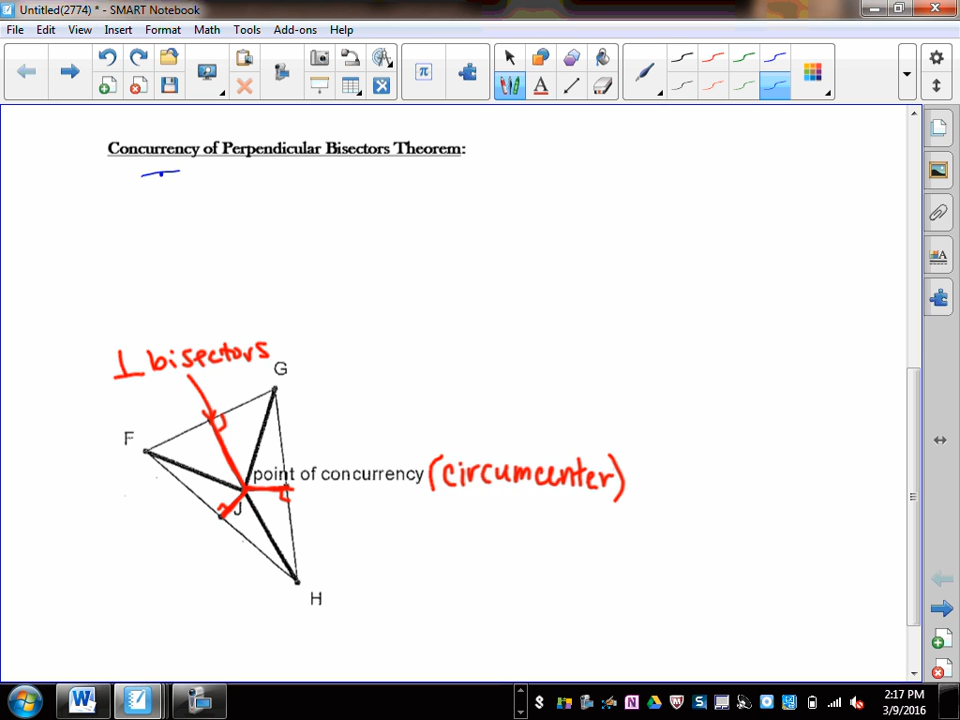 Untitled(2774) * - SMART Notebook
File Edit View Insert Format Math Tools Add-ons Help
π
A
Concurrency of Perpendicular Bisectors Theorem:
⊥ bisectors
G
F
point of concurrency (circumcenter)
J
H
2:17 PM
3/9/2016